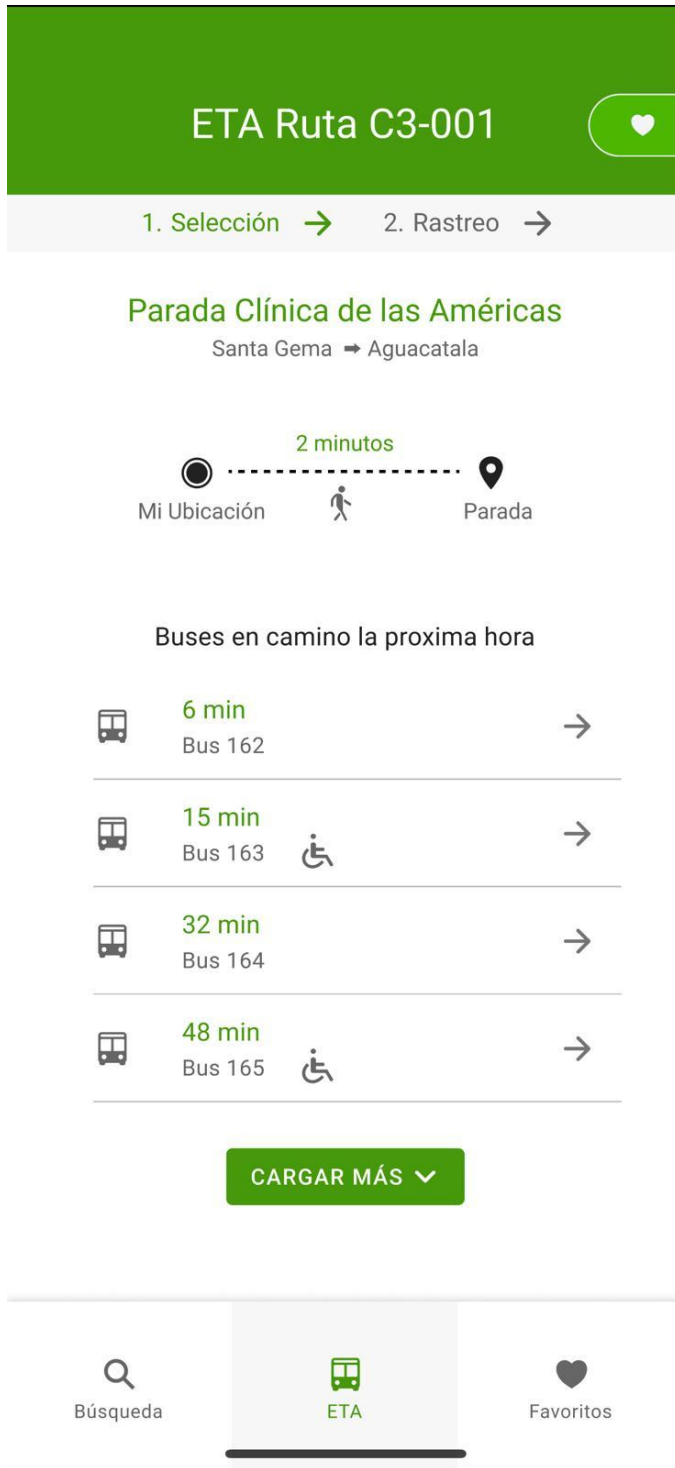 ETA Ruta C3-001
1. Selección → 2. Rastreo →
Parada Clínica de las Américas
Santa Gema ➡ Aguacatala
2 minutos
Mi Ubicación Parada
Buses en camino la proxima hora
6 min
Bus 162
15 min
Bus 163
32 min
Bus 164
48 min
Bus 165
CARGAR MÁS
Búsqueda ETA Favoritos